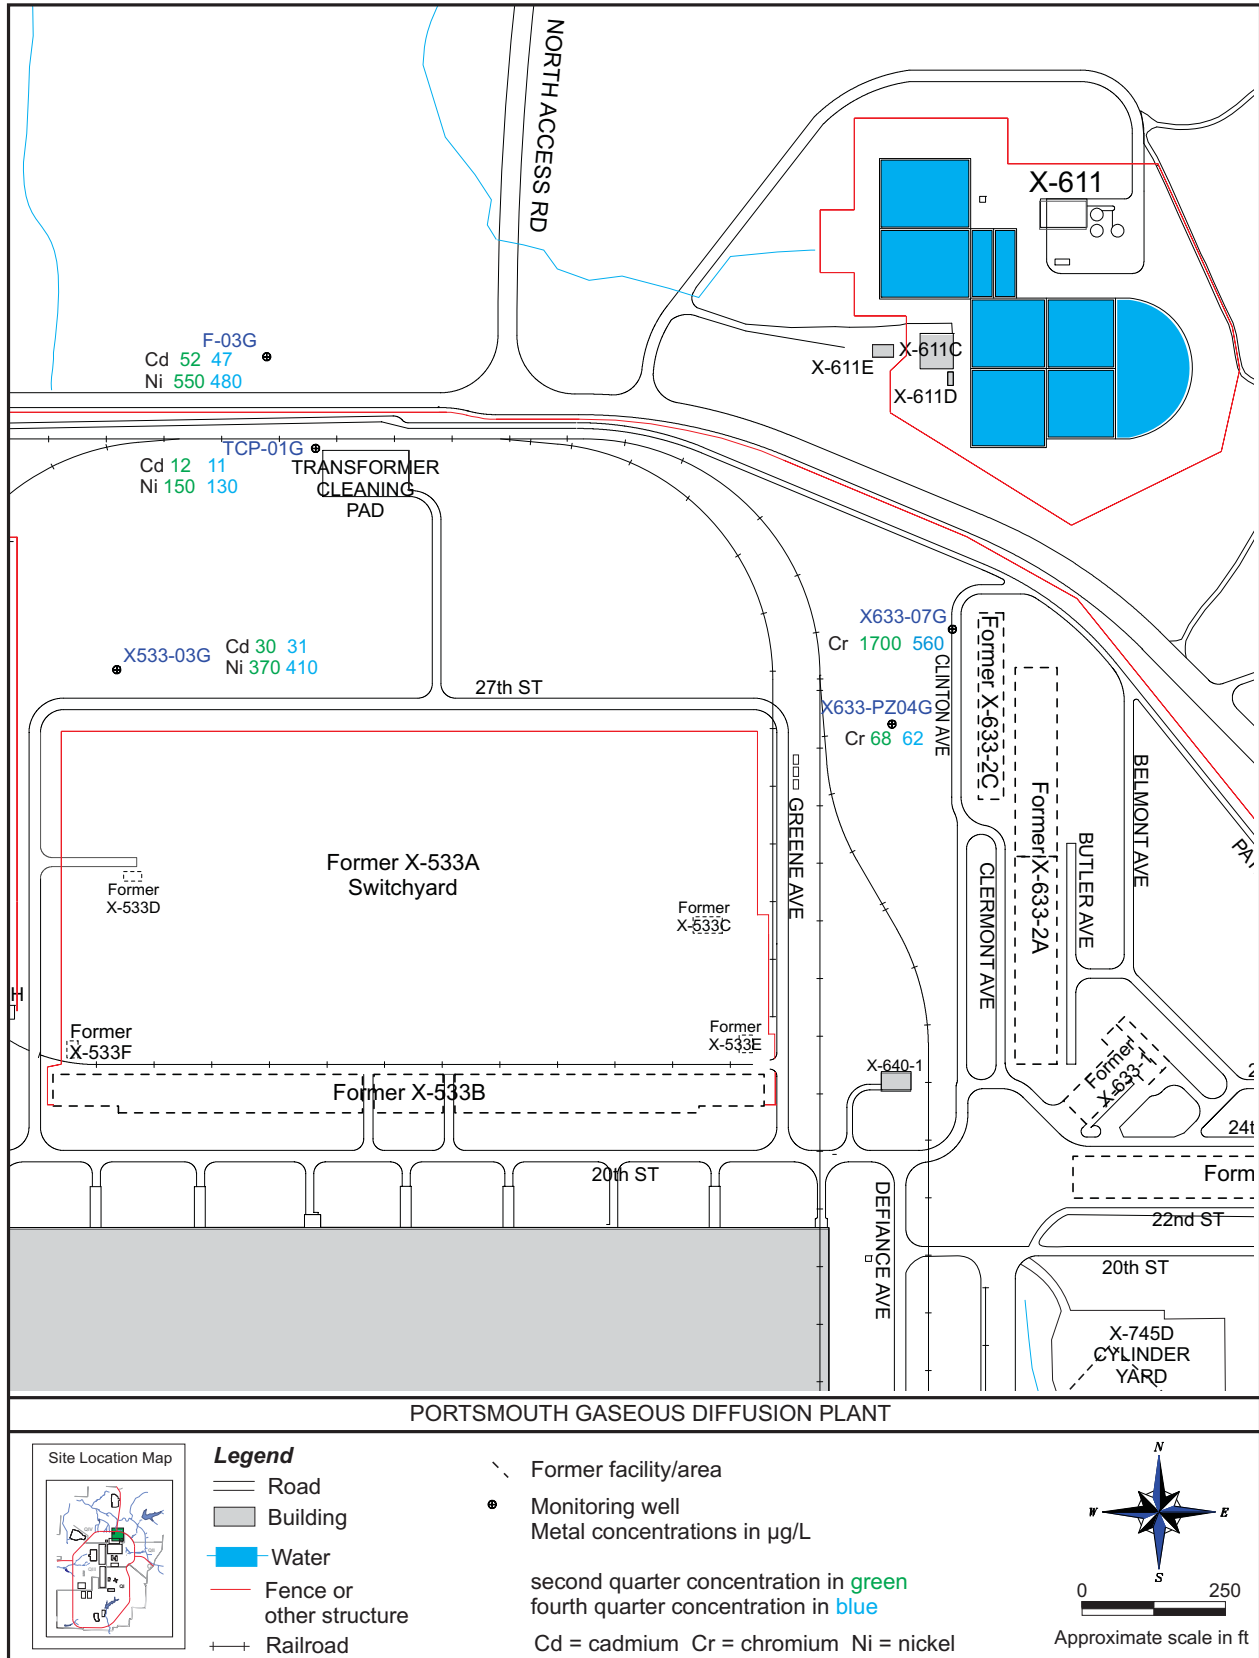 NORTH ACCESS RD
X-611
F-03G
Cd 52 47
Ni 550 480
X-611E
X-611C
X-611D
TCP-01G
Cd 12 11
Ni 150 130
TRANSFORMER
CLEANING
PAD
X533-03G
Cd 30 31
Ni 370 410
27th ST
X633-07G
Cr 1700 560
CLINTON AVE
X633-PZ04G
Cr 68 62
Former X-633-2C
Former X-633-2A
BELMONT AVE
BUTLER AVE
CLERMONT AVE
GREENE AVE
PA
Former X-533A
Switchyard
Former
X-533D
Former
X-533C
H
Former
X-533F
Former
X-533E
Former X-533B
X-640-1
Former
X-633-1
2
24t
20th ST
Form
DEFIANCE AVE
22nd ST
20th ST
X-745D
CYLINDER
YARD
PORTSMOUTH GASEOUS DIFFUSION PLANT
Site Location Map
Legend
Road
Building
Water
Fence or
other structure
Railroad
Former facility/area
Monitoring well
Metal concentrations in µg/L
second quarter concentration in green
fourth quarter concentration in blue
Cd = cadmium Cr = chromium Ni = nickel
N
W E
S
0 250
Approximate scale in ft